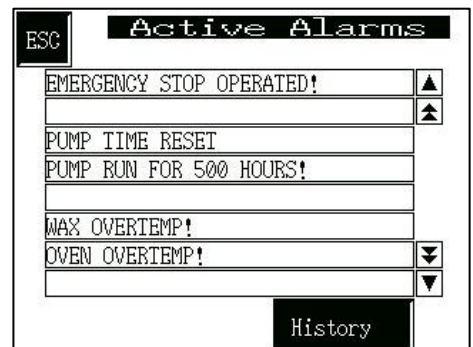 ESC
Active Alarms
EMERGENCY STOP OPERATED!
PUMP TIME RESET
PUMP RUN FOR 500 HOURS!
WAX OVERTEMP!
OVEN OVERTEMP!
History